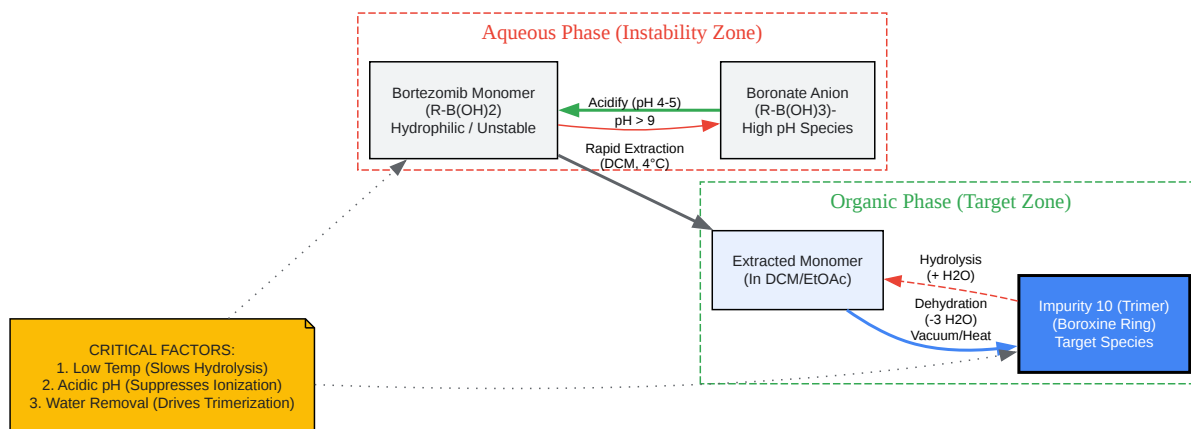 Aqueous Phase (Instability Zone)
Bortezomib Monomer
(R-B(OH)2)
Hydrophilic / Unstable
Acidify (pH 4-5)
pH > 9
Boronate Anion
(R-B(OH)3)-
High pH Species
Rapid Extraction
(DCM, 4°C)
Organic Phase (Target Zone)
Extracted Monomer
(In DCM/EtOAc)
Hydrolysis
(+ H2O)
Dehydration
(-3 H2O)
Vacuum/Heat
Impurity 10 (Trimer)
(Boroxine Ring)
Target Species
CRITICAL FACTORS:
1. Low Temp (Slows Hydrolysis)
2. Acidic pH (Suppresses Ionization)
3. Water Removal (Drives Trimerization)